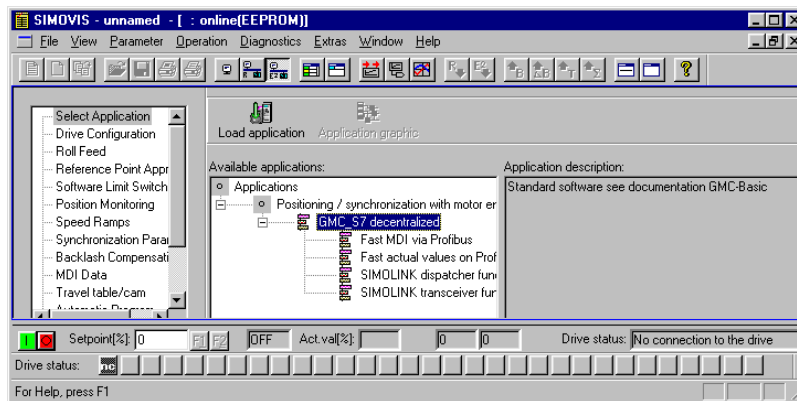 SIMOVIS - unnamed - [ : online(EEPROM)]
File View Parameter Operation Diagnostics Extras Window Help
Select Application
Drive Configuration
Roll Feed
Reference Point Appr
Software Limit Switch
Position Monitoring
Speed Ramps
Synchronization Para
Backlash Compensati
MDI Data
Travel table/cam
Load application
Application graphic
Available applications:
Applications
Positioning / synchronization with motor er
GMC_S7 decentralized
Fast MDI via Profibus
Fast actual values on Prof
SIMOLINK dispatcher fun
SIMOLINK transceiver fur
Application description:
Standard software see documentation GMC-Basic
Setpoint[%]: 0 F1 F2 OFF Act.val[%]: 0 0 Drive status: No connection to the drive
Drive status: nc
For Help, press F1